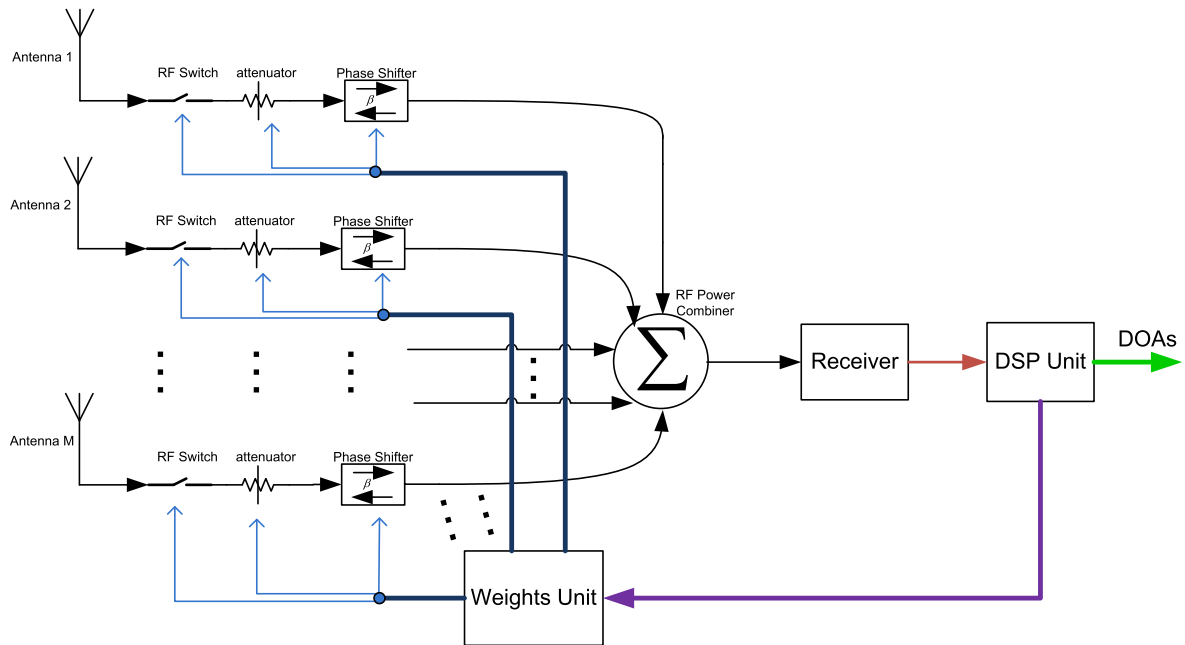 Antenna 1
RF Switch
attenuator
Phase Shifter
β
Antenna 2
RF Switch
attenuator
Phase Shifter
β
RF Power
Combiner
Σ
Receiver
DSP Unit
DOAs
Antenna M
RF Switch
attenuator
Phase Shifter
β
Weights Unit